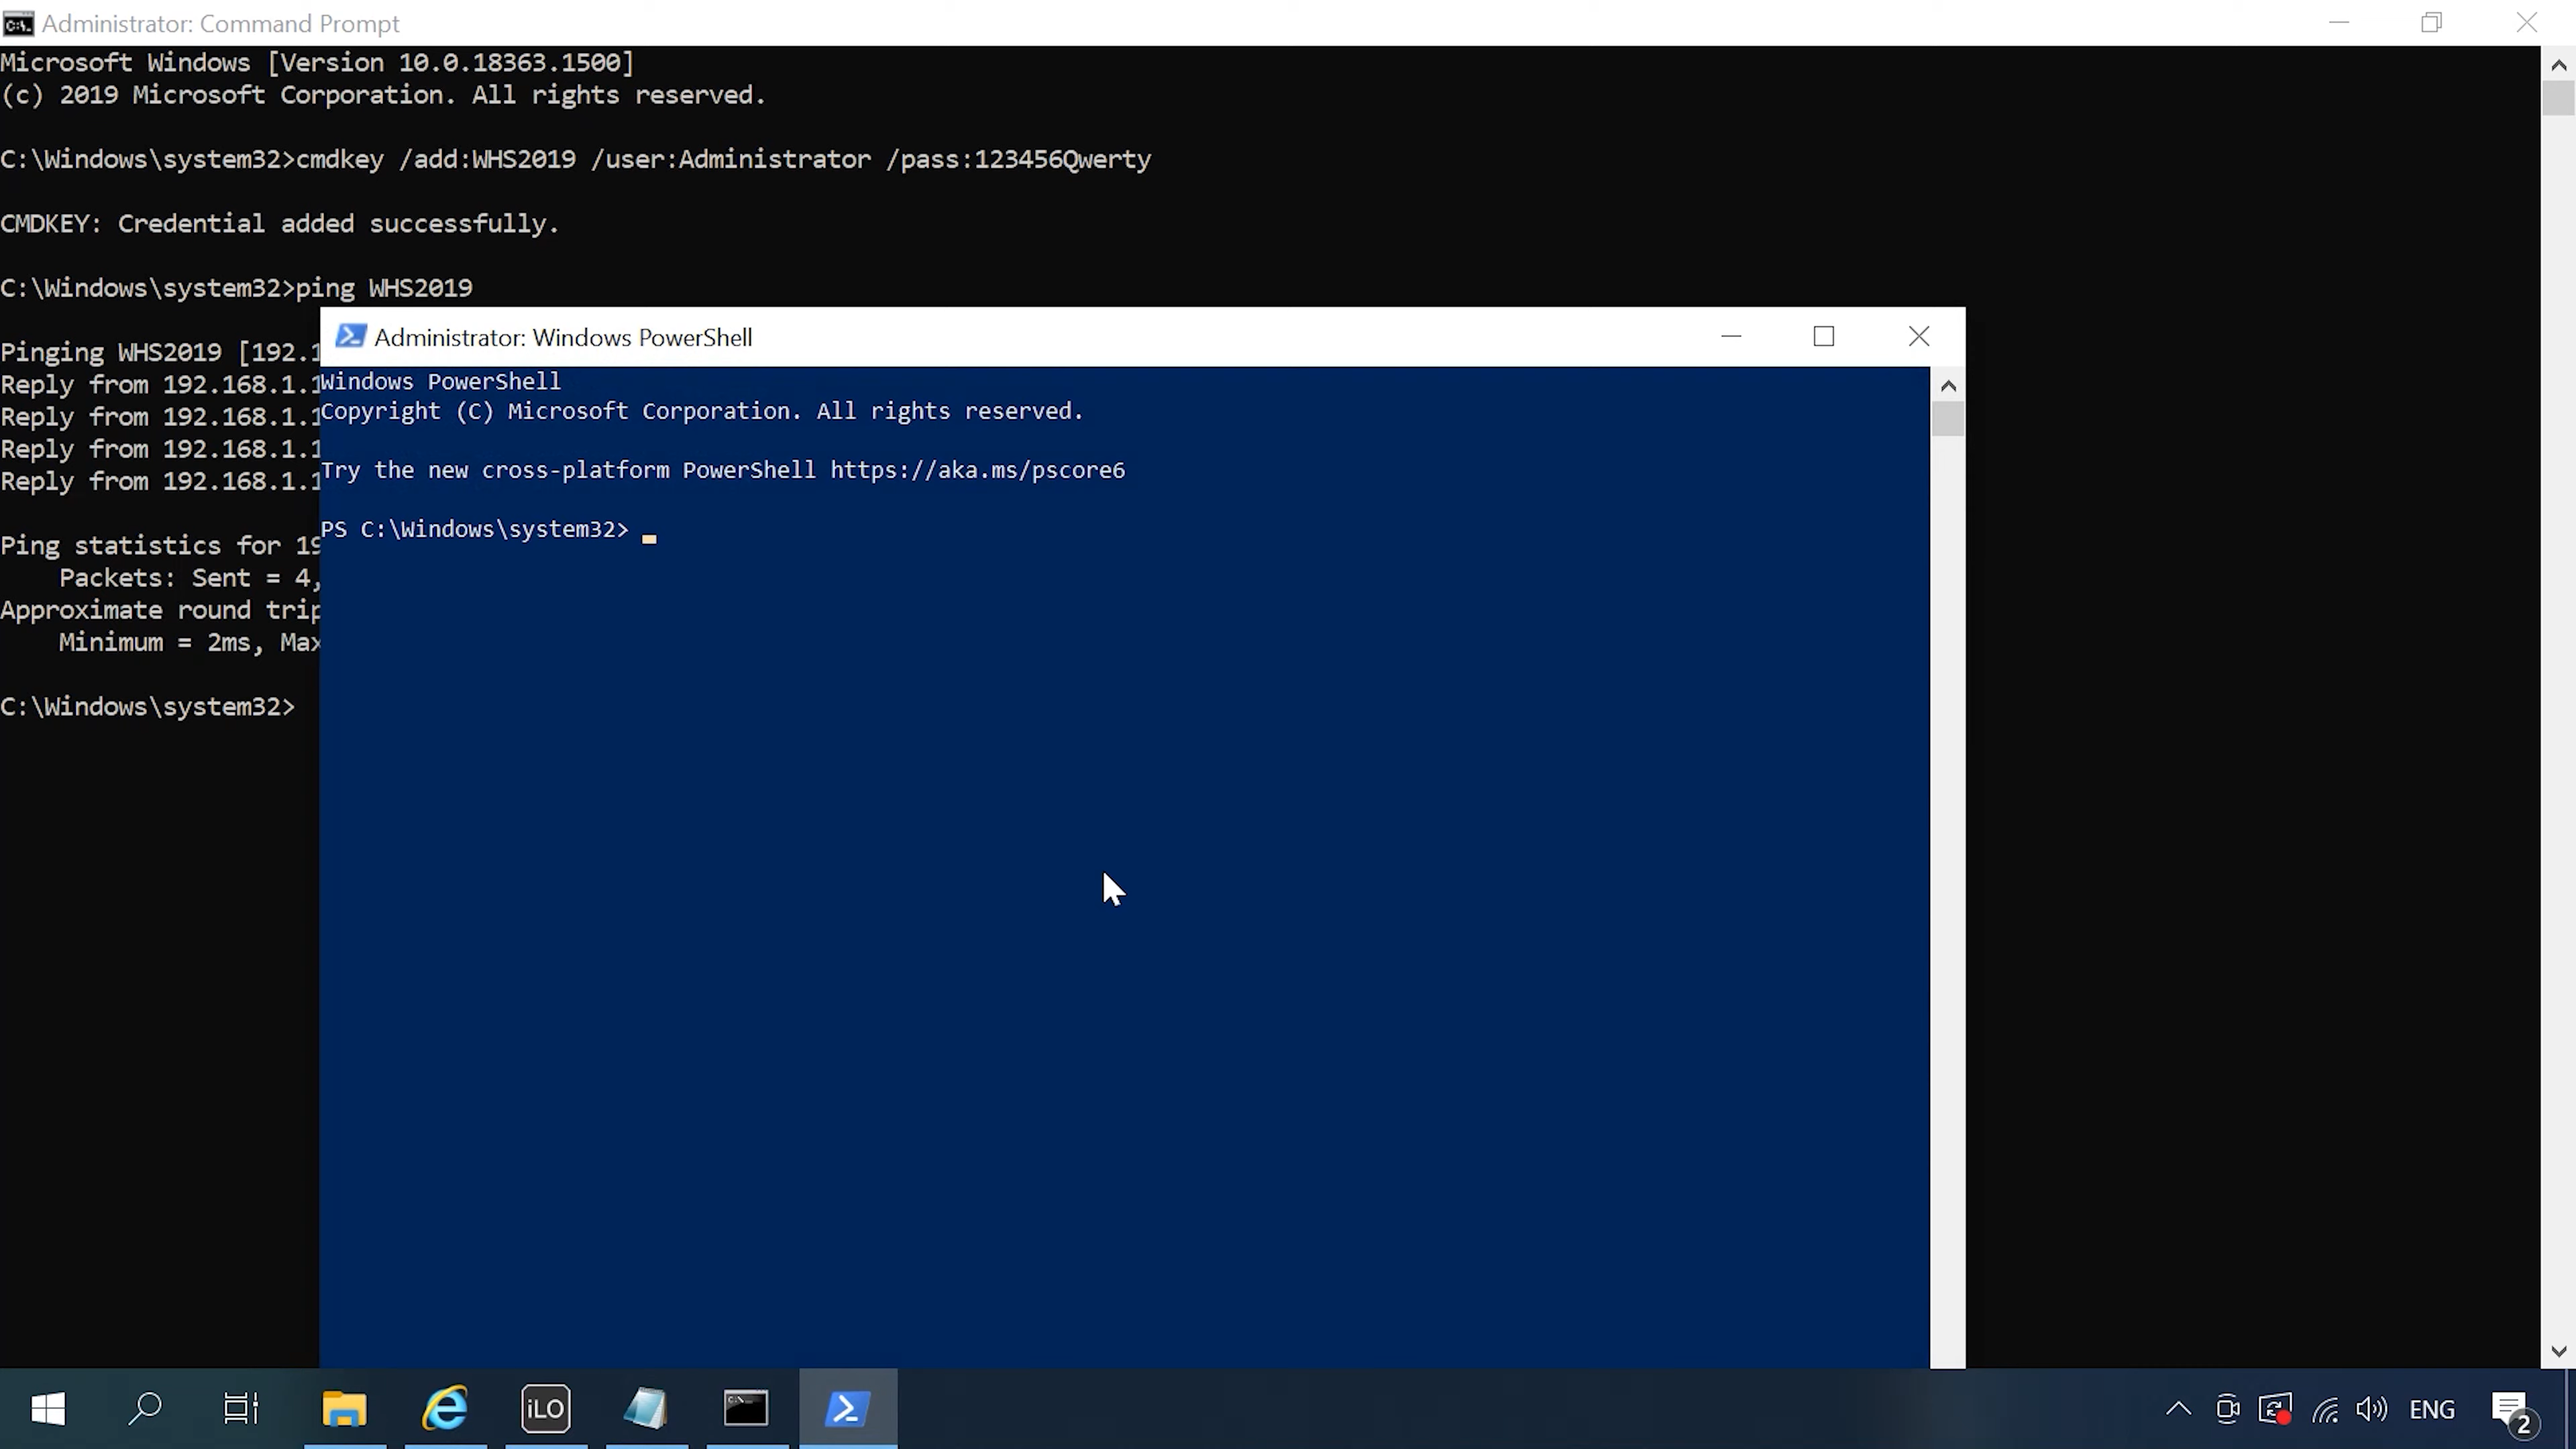 Administrator: Command Prompt
Microsoft Windows [Version 10.0.18363.1500]
(c) 2019 Microsoft Corporation. All rights reserved.
C:\Windows\system32>cmdkey /add:WHS2019 /user:Administrator /pass:123456Qwerty
CMDKEY: Credential added successfully.
C:\Windows\system32>ping WHS2019
Pinging WHS2019 [192.1
Reply from 192.168.1.1
Reply from 192.168.1.1
Reply from 192.168.1.1
Reply from 192.168.1.1
Ping statistics for 19
Packets: Sent = 4,
Approximate round trip
Minimum = 2ms, Max
C:\Windows\system32>
Administrator: Windows PowerShell
Windows PowerShell
Copyright (C) Microsoft Corporation. All rights reserved.
Try the new cross-platform PowerShell https://aka.ms/pscore6
PS C:\Windows\system32>
iLO
ENG
2